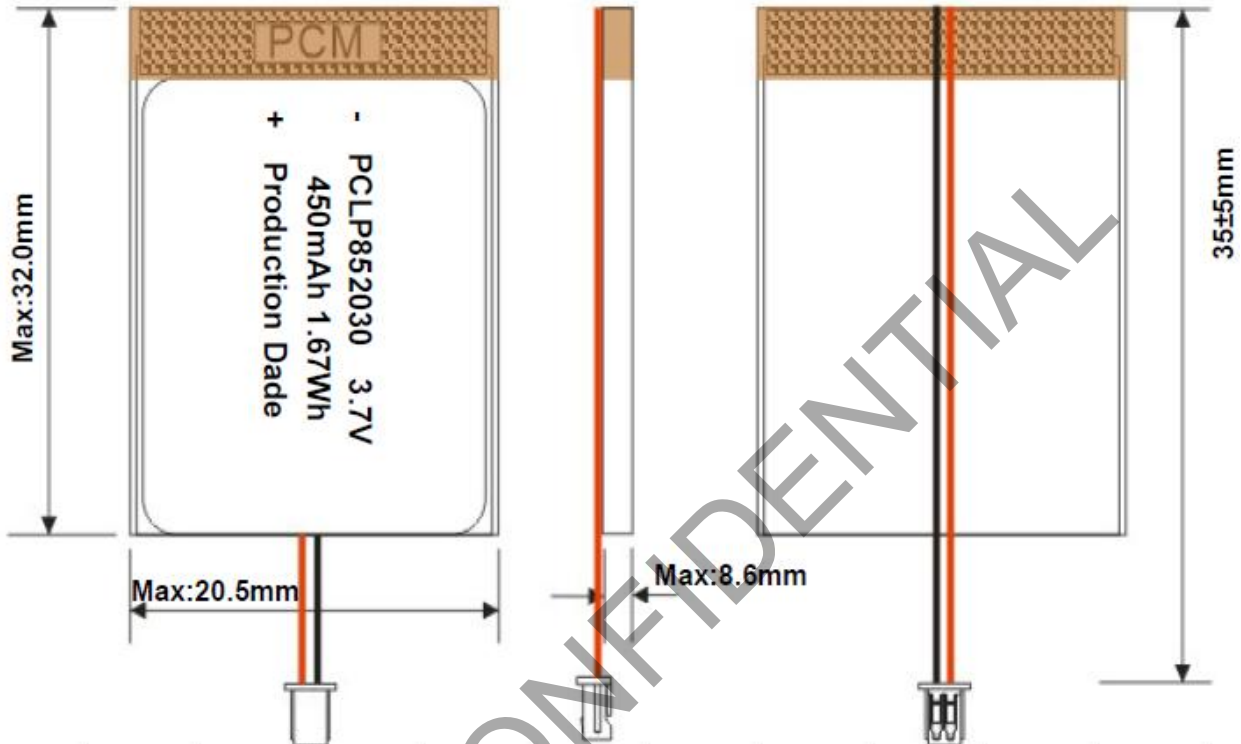 PCM
- PCLP852030 3.7V
450mAh 1.67Wh
+ Production Dade
Max:32.0mm
Max:20.5mm
Max:8.6mm
35±5mm
CONFIDENTIAL